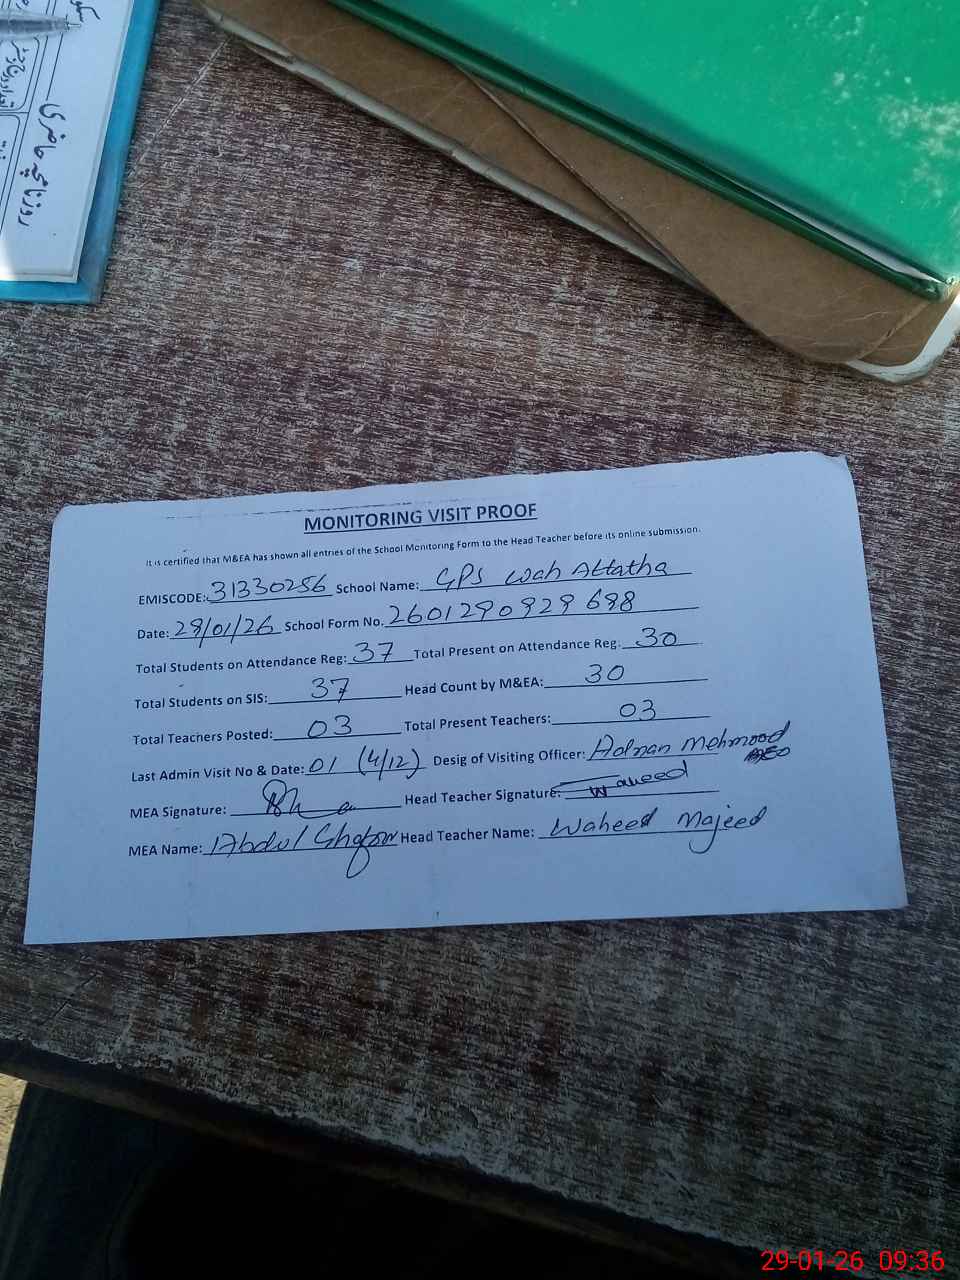 روزنامچہ حاضری
MONITORING VISIT PROOF
It is certified that M&EA has shown all entries of the School Monitoring Form to the Head Teacher before its online submission.
EMISCODE: 31330256 School Name: GPS Wah Attatha
Date: 29/01/26 School Form No. 2601290929698
Total Students on Attendance Reg: 37 Total Present on Attendance Reg: 30
Total Students on SIS: 37 Head Count by M&EA: 30
Total Teachers Posted: 03 Total Present Teachers: 03
Last Admin Visit No & Date: 01 (4/12) Desig of Visiting Officer: Adnan Mehmood
MEA Signature: Head Teacher Signature: Waheed
MEA Name: Abdul Ghafoor Head Teacher Name: Waheed Majeed
29-01-26 09:36